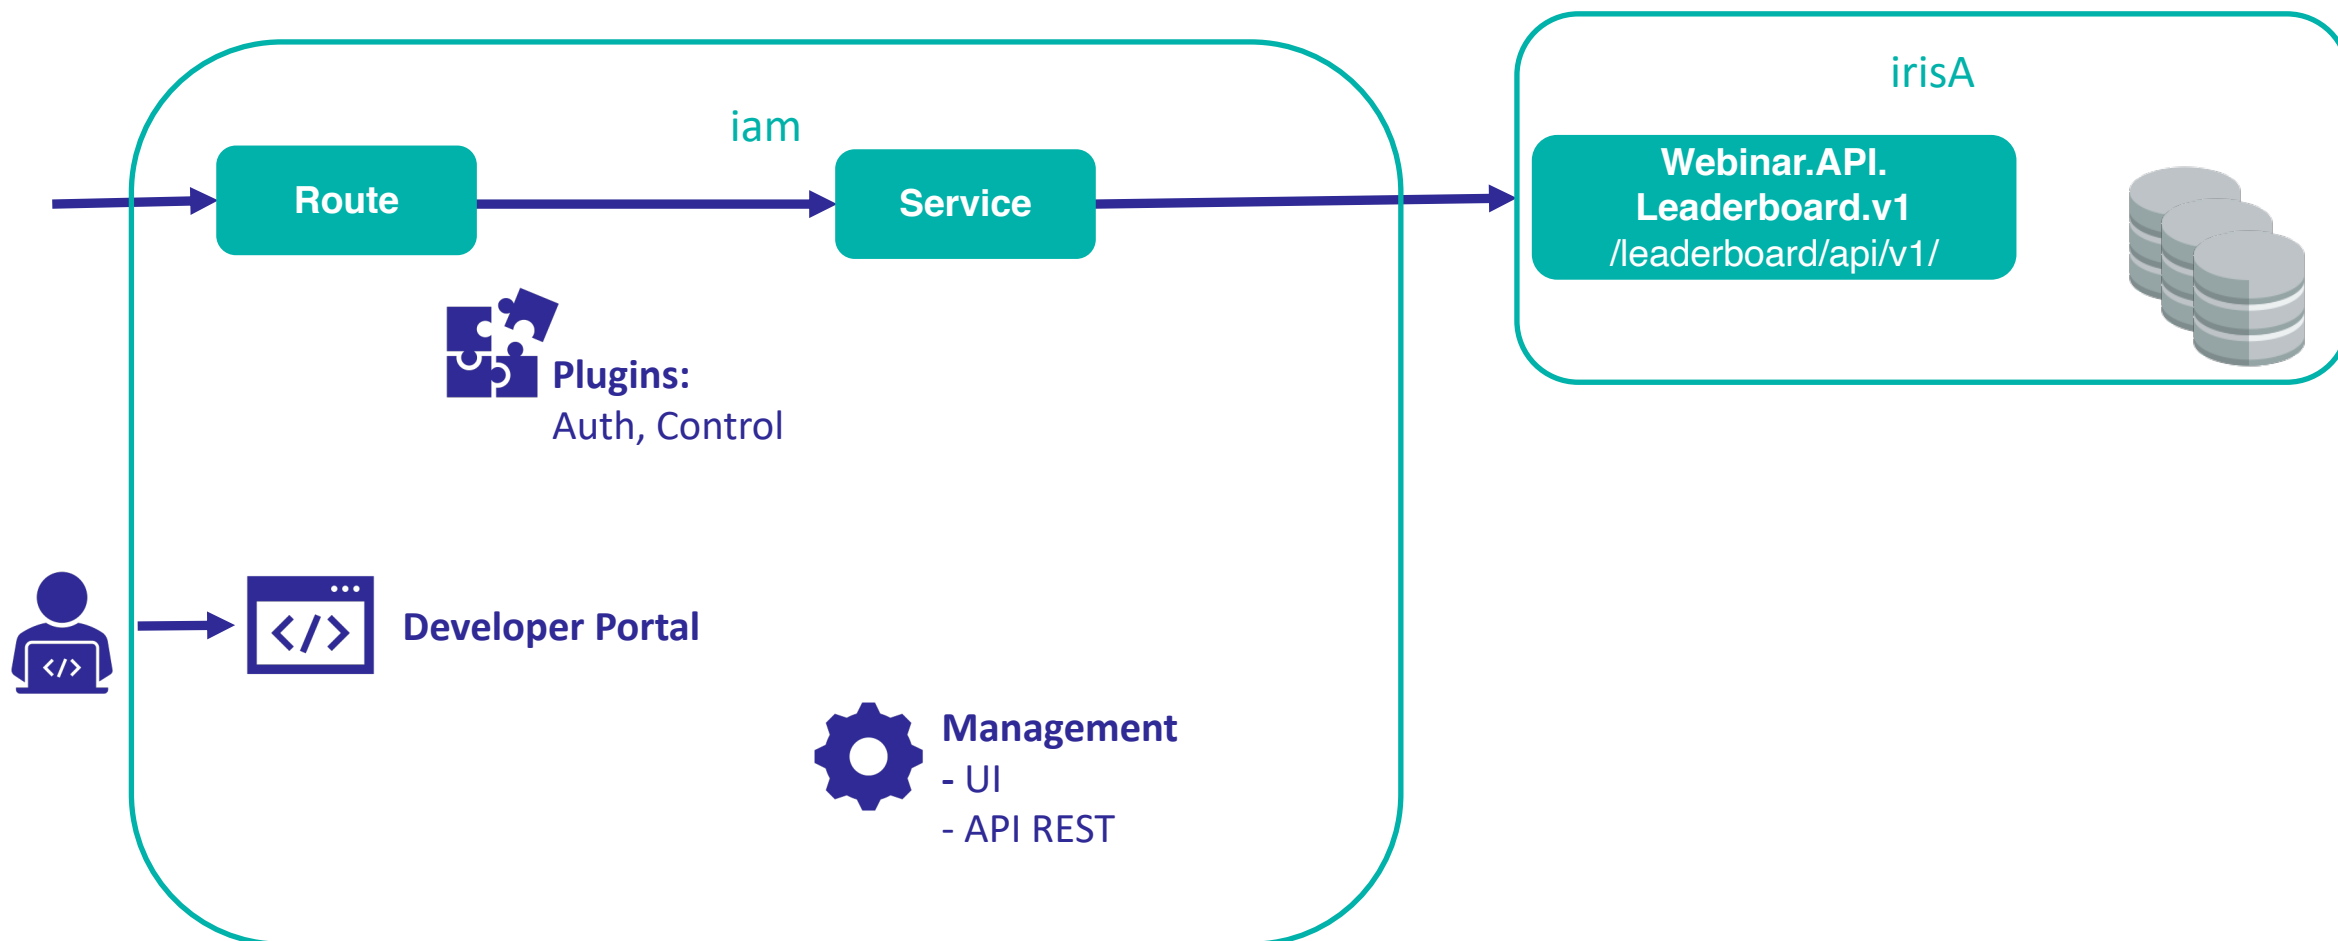 iam
Route
Service
Plugins:
Auth, Control
</>
Developer Portal
</>
Management
- UI
- API REST
irisA
Webinar.API.
Leaderboard.v1
/leaderboard/api/v1/